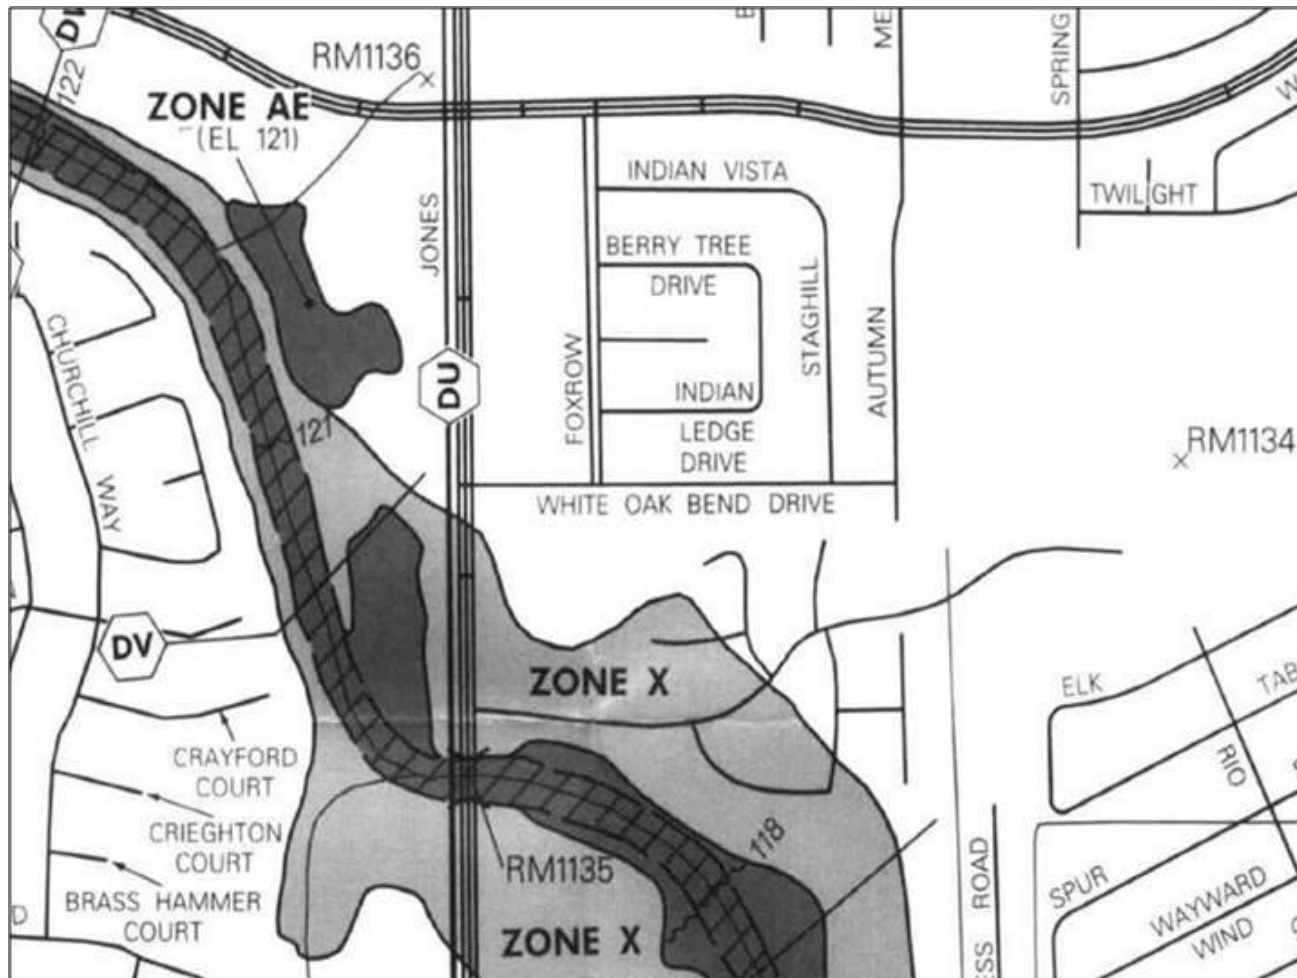 RM1136
122
ZONE AE
(EL 121)
SPRING
INDIAN VISTA
TWILIGHT
JONES
BERRY TREE
DRIVE
STAGHILL
AUTUMN
CHURCHILL
WAY
DU
FOXROW
INDIAN
LEDGE
DRIVE
121
RM1134
WHITE OAK BEND DRIVE
DV
ZONE X
ELK
CRAYFORD
COURT
RIO
CRIEGHTON
COURT
118
RM1135
ROAD
SPUR
BRASS HAMMER
COURT
WAYWARD
WIND
ZONE X